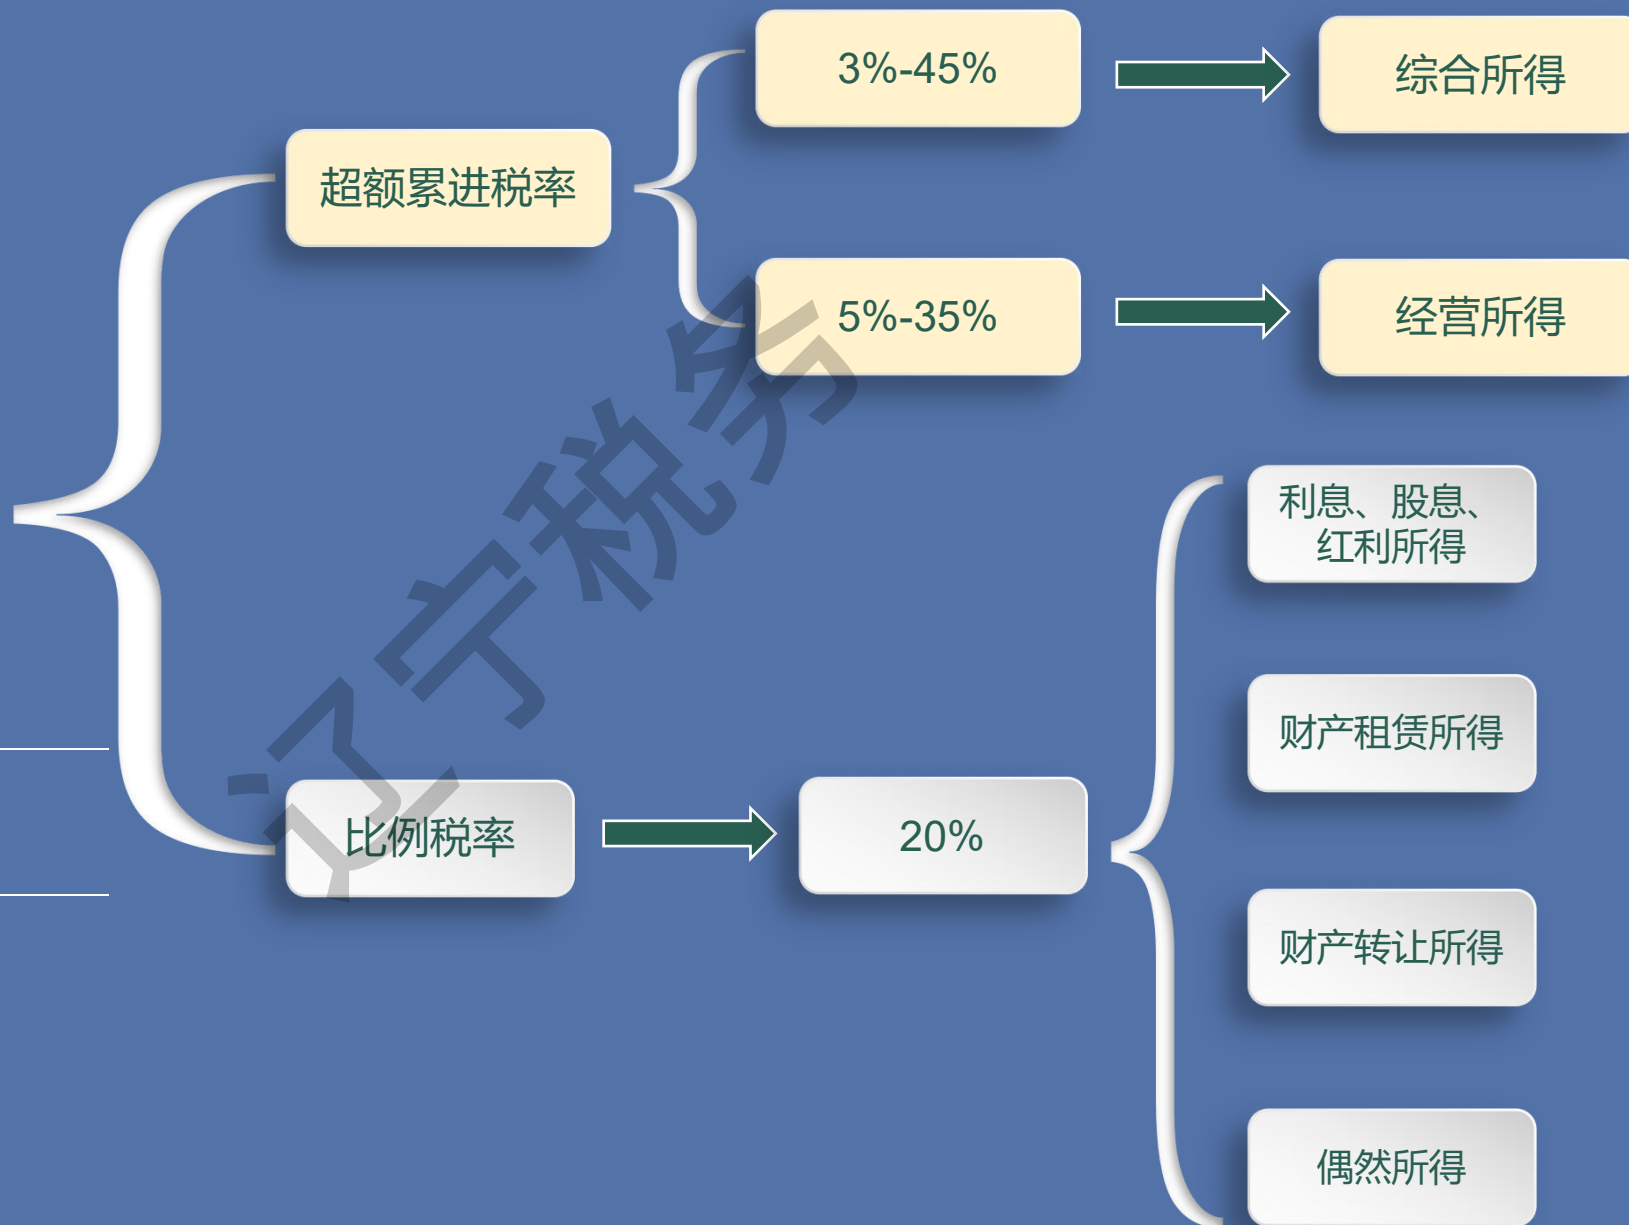 3%-45%
综合所得
超额累进税率
5%-35%
经营所得
利息、股息、
红利所得
财产租赁所得
比例税率
20%
财产转让所得
偶然所得
辽宁税务